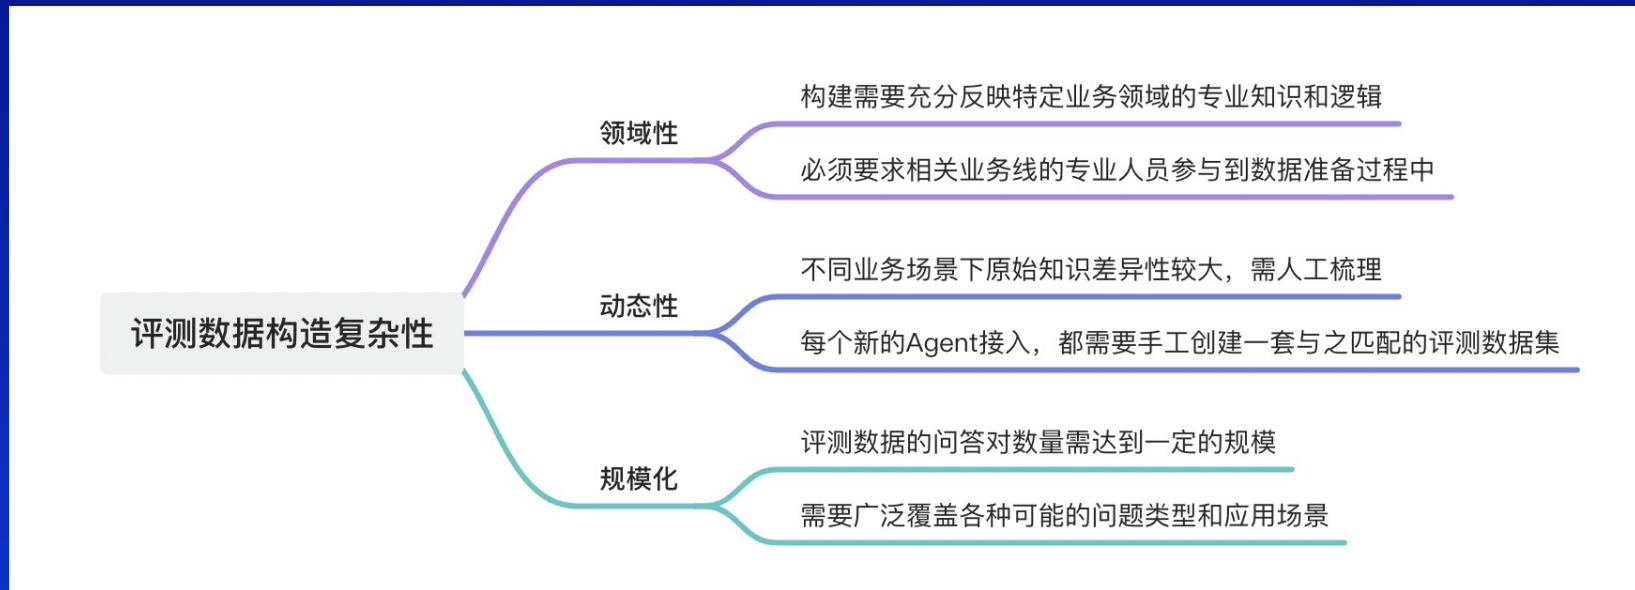 评测数据构造复杂性
领域性
构建需要充分反映特定业务领域的专业知识和逻辑
必须要求相关业务线的专业人员参与到数据准备过程中
动态性
不同业务场景下原始知识差异性较大，需人工梳理
每个新的Agent接入，都需要手工创建一套与之匹配的评测数据集
规模化
评测数据的问答对数量需达到一定的规模
需要广泛覆盖各种可能的问题类型和应用场景